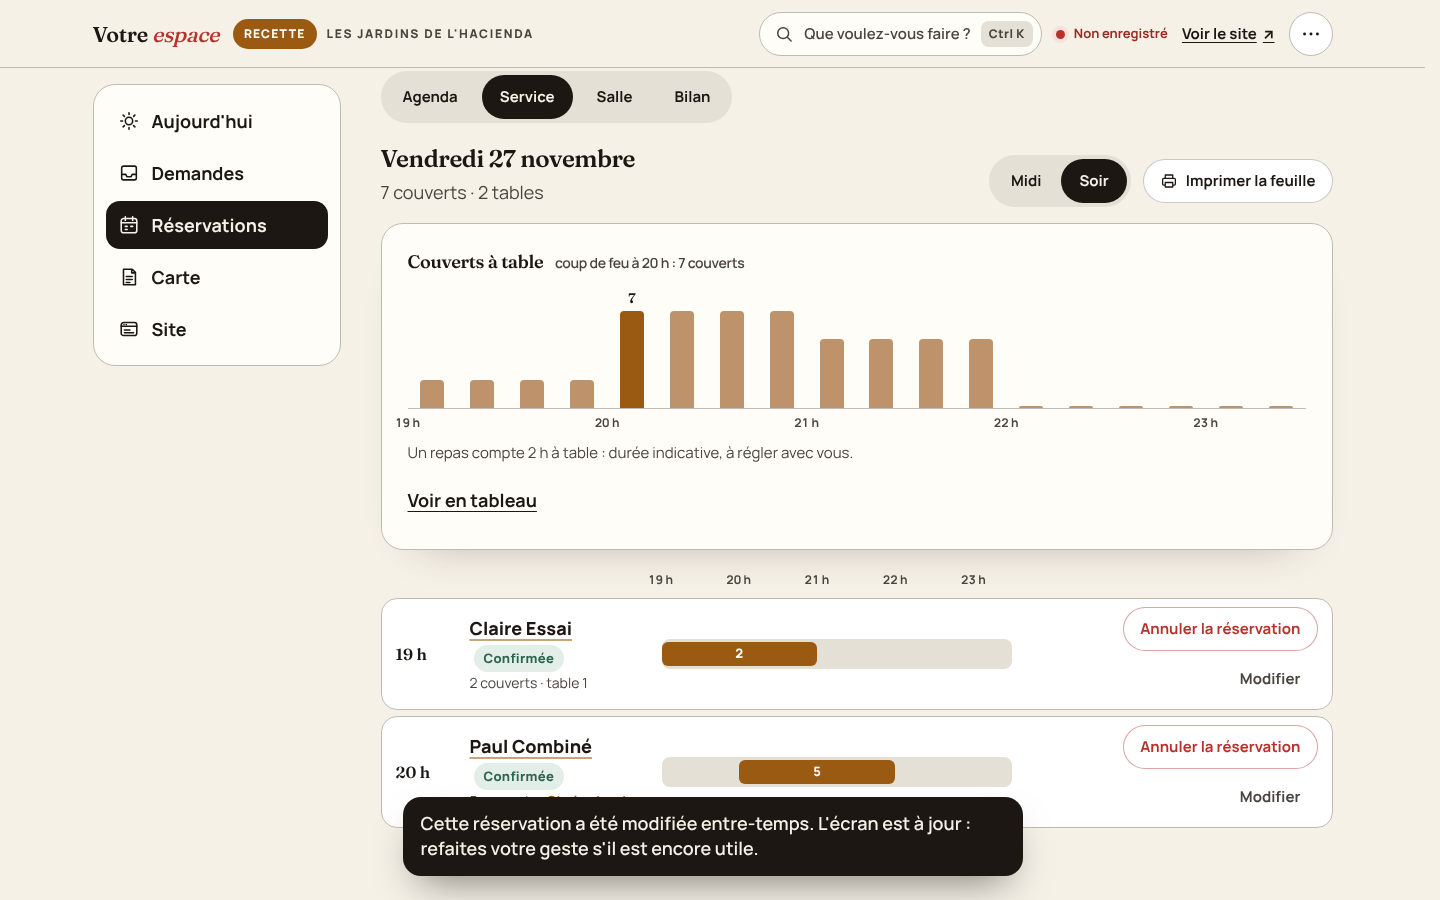 Votre espace
RECETTE
LES JARDINS DE L'HACIENDA
Que voulez-vous faire ?
Ctrl K
Non enregistré
Voir le site
Aujourd'hui
Demandes
Réservations
Carte
Site
Agenda
Service
Salle
Bilan
Vendredi 27 novembre
7 couverts · 2 tables
Midi
Soir
Imprimer la feuille
Couverts à table
coup de feu à 20 h : 7 couverts
7
19 h
20 h
21 h
22 h
23 h
Un repas compte 2 h à table : durée indicative, à régler avec vous.
Voir en tableau
19 h
20 h
21 h
22 h
23 h
19 h
Claire Essai
Confirmée
2 couverts · table 1
2
Annuler la réservation
Modifier
20 h
Paul Combiné
Confirmée
5
Annuler la réservation
Modifier
Cette réservation a été modifiée entre-temps. L'écran est à jour :
refaites votre geste s'il est encore utile.